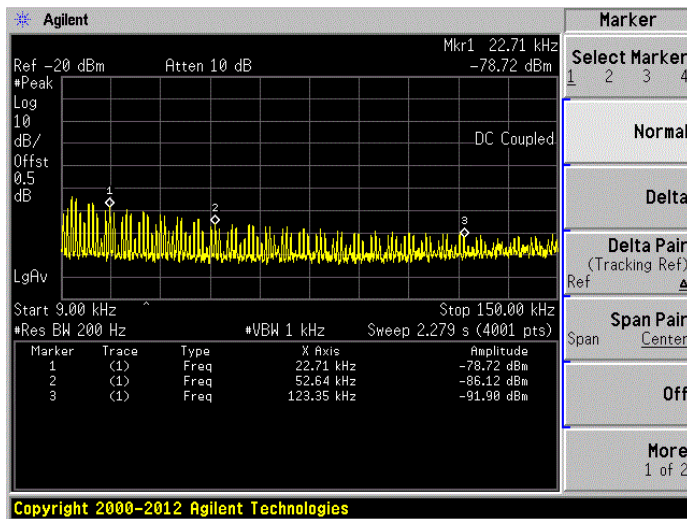 Agilent
Marker
Mkr1 22.71 kHz
Ref -20 dBm Atten 10 dB -78.72 dBm
#Peak
Log
10
dB/
Offst
0.5
dB
DC Coupled
1
2
3
LgAv
Start 9.00 kHz ^ Stop 150.00 kHz
#Res BW 200 Hz #VBW 1 kHz Sweep 2.279 s (4001 pts)
Marker Trace Type X Axis Amplitude
1 (1) Freq 22.71 kHz -78.72 dBm
2 (1) Freq 52.64 kHz -86.12 dBm
3 (1) Freq 123.35 kHz -91.90 dBm
Select Marker
1 2 3 4
Normal
Delta
Delta Pair
(Tracking Ref)
Ref Δ
Span Pair
Span Center
Off
More
1 of 2
Copyright 2000-2012 Agilent Technologies